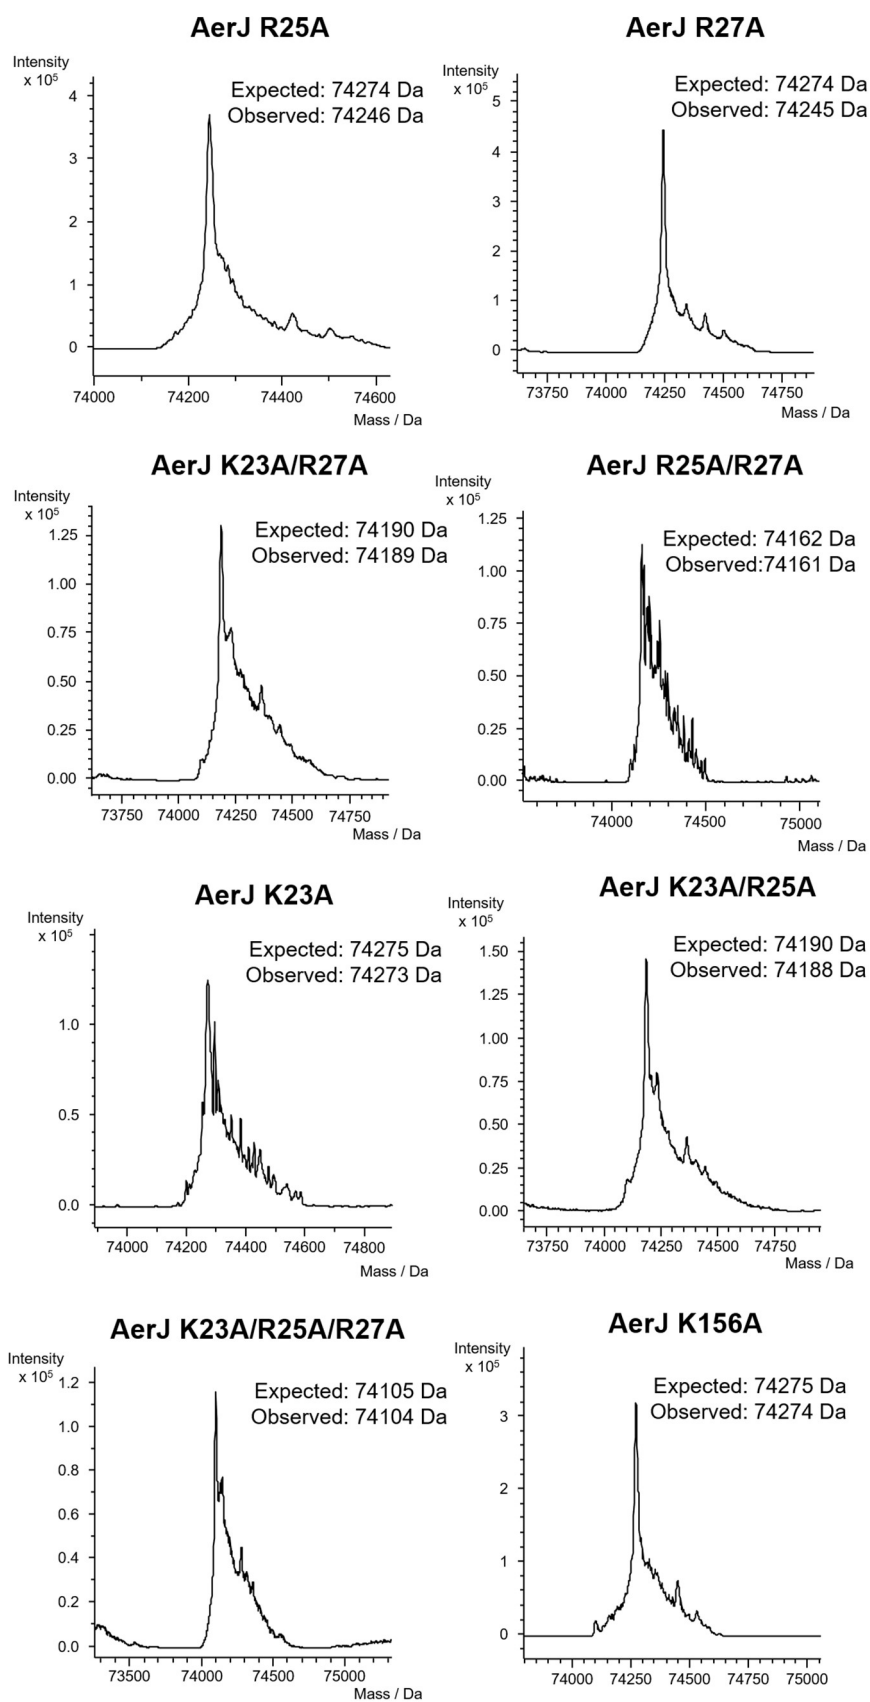 AerJ R25A
Intensity
x 10⁵
Expected: 74274 Da
Observed: 74246 Da
4
3
2
1
0
74000 74200 74400 74600
Mass / Da
AerJ R27A
Intensity
x 10⁵
Expected: 74274 Da
Observed: 74245 Da
5
4
3
2
1
0
73750 74000 74250 74500 74750
Mass / Da
AerJ K23A/R27A
Intensity
x 10⁵
Expected: 74190 Da
Observed: 74189 Da
1.25
1.00
0.75
0.50
0.25
0.00
73750 74000 74250 74500 74750
Mass / Da
AerJ R25A/R27A
Intensity
x 10⁵
Expected: 74162 Da
Observed:74161 Da
1.25
1.00
0.75
0.50
0.25
0.00
74000 74500 75000
Mass / Da
AerJ K23A
Intensity
x 10⁵
Expected: 74275 Da
Observed: 74273 Da
1.0
0.5
0.0
74000 74200 74400 74600 74800
Mass / Da
AerJ K23A/R25A
Intensity
x 10⁵
Expected: 74190 Da
Observed: 74188 Da
1.50
1.25
1.00
0.75
0.50
0.25
0.00
73750 74000 74250 74500 74750
Mass / Da
AerJ K23A/R25A/R27A
Intensity
x 10⁵
Expected: 74105 Da
Observed: 74104 Da
1.2
1.0
0.8
0.6
0.4
0.2
0.0
73500 74000 74500 75000
Mass / Da
AerJ K156A
Intensity
x 10⁵
Expected: 74275 Da
Observed: 74274 Da
3
2
1
0
74000 74250 74500 74750 75000
Mass / Da